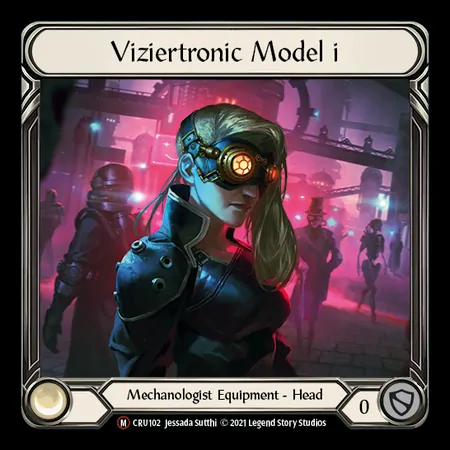 Viziertronic Model i
Mechanologist Equipment - Head
0
M CRU102 Jessada Sutthi © 2021 Legend Story Studios